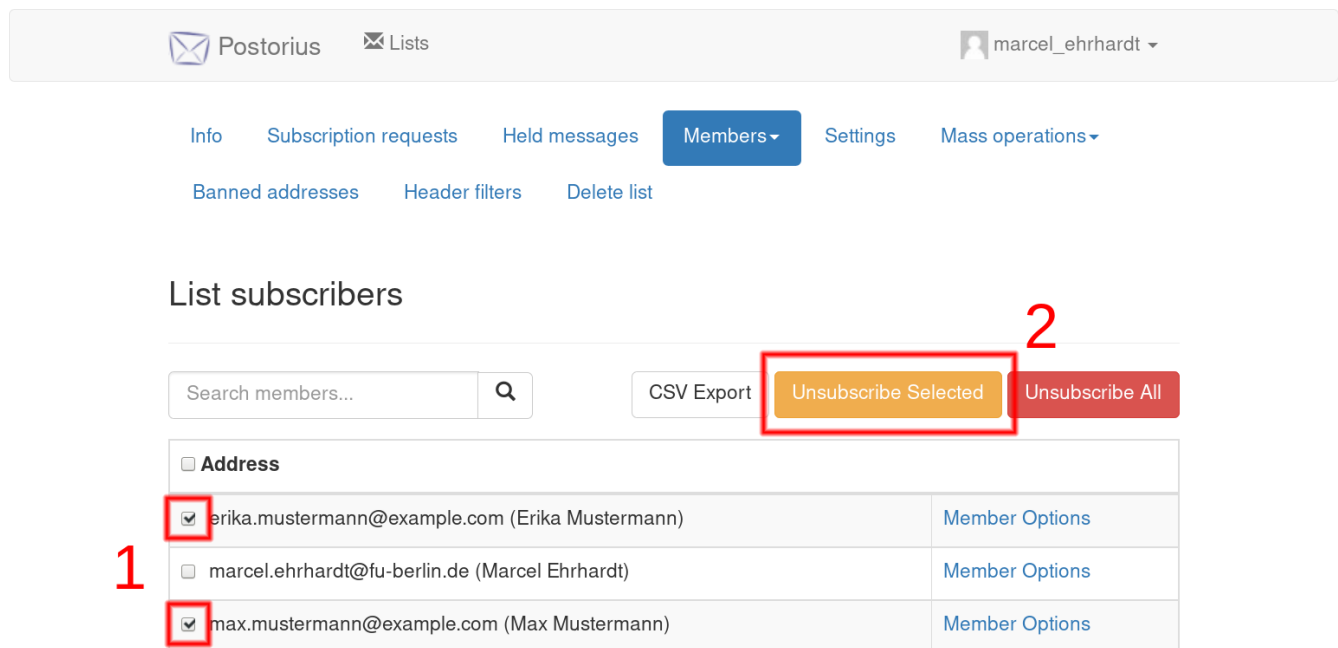 Postorius Lists marcel_ehrhardt
Info Subscription requests Held messages Members Settings Mass operations
Banned addresses Header filters Delete list
List subscribers
2
Search members... CSV Export Unsubscribe Selected Unsubscribe All
Address
erika.mustermann@example.com (Erika Mustermann) Member Options
1
marcel.ehrhardt@fu-berlin.de (Marcel Ehrhardt) Member Options
max.mustermann@example.com (Max Mustermann) Member Options